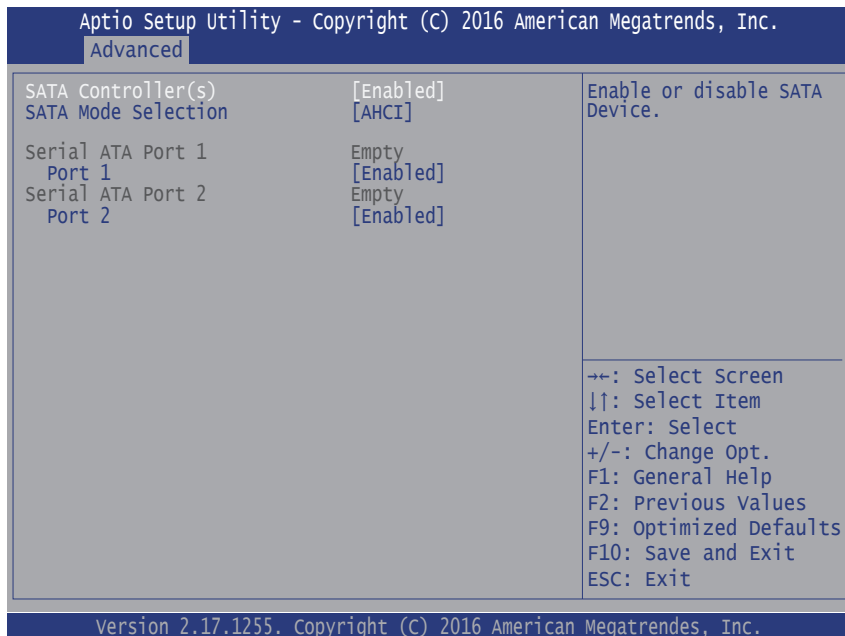 Aptio Setup Utility - Copyright (C) 2016 American Megatrends, Inc.
Advanced
SATA Controller(s) [Enabled]
SATA Mode Selection [AHCI]
Serial ATA Port 1 Empty
Port 1 [Enabled]
Serial ATA Port 2 Empty
Port 2 [Enabled]
Enable or disable SATA
Device.
→←: Select Screen
↓↑: Select Item
Enter: Select
+/-: Change Opt.
F1: General Help
F2: Previous Values
F9: Optimized Defaults
F10: Save and Exit
ESC: Exit
Version 2.17.1255. Copyright (C) 2016 American Megatrendes, Inc.